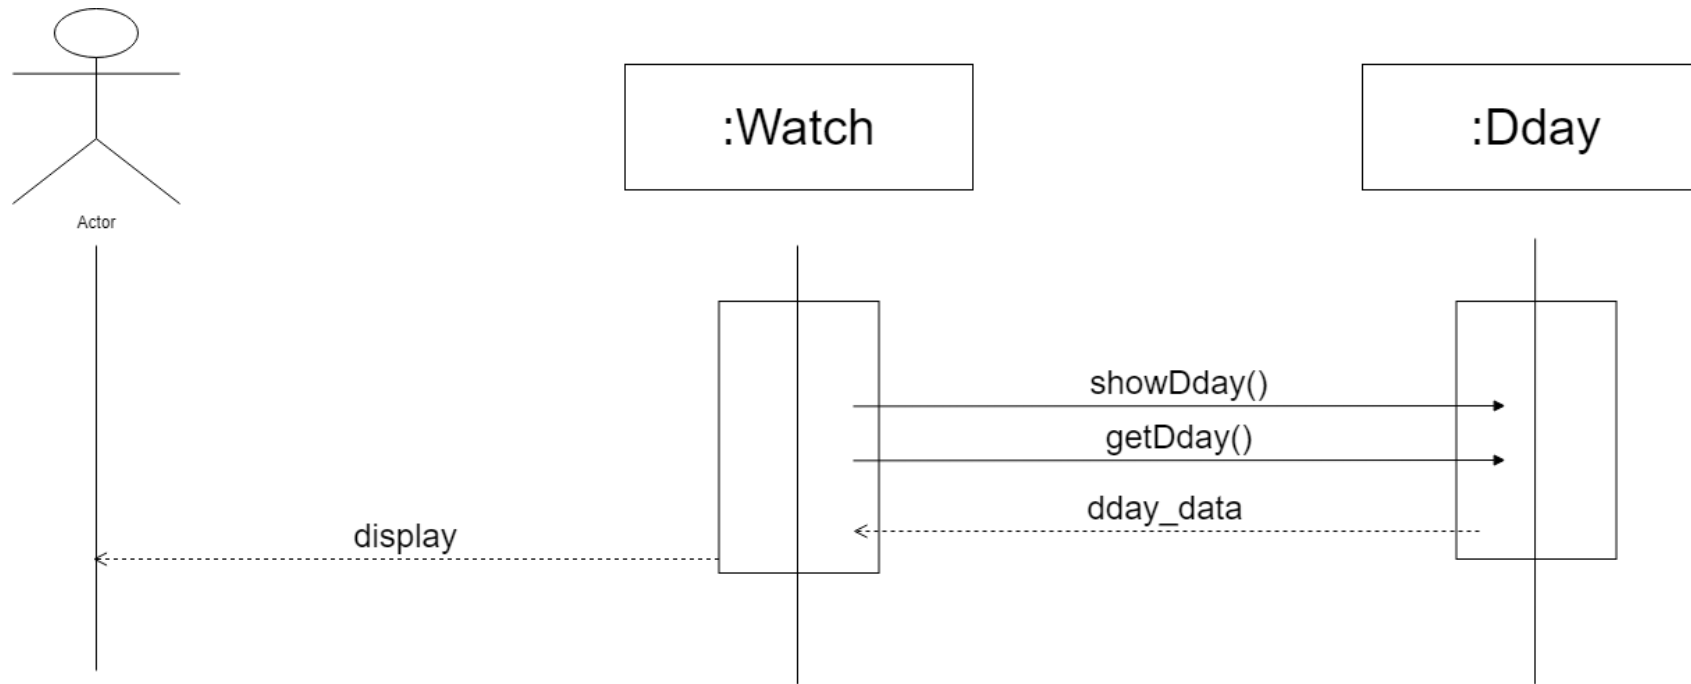 :Watch
:Dday
Actor
showDday()
getDday()
dday_data
display